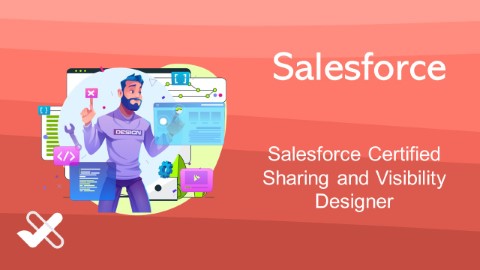 Salesforce
DESIGN
Salesforce Certified
Sharing and Visibility
Designer